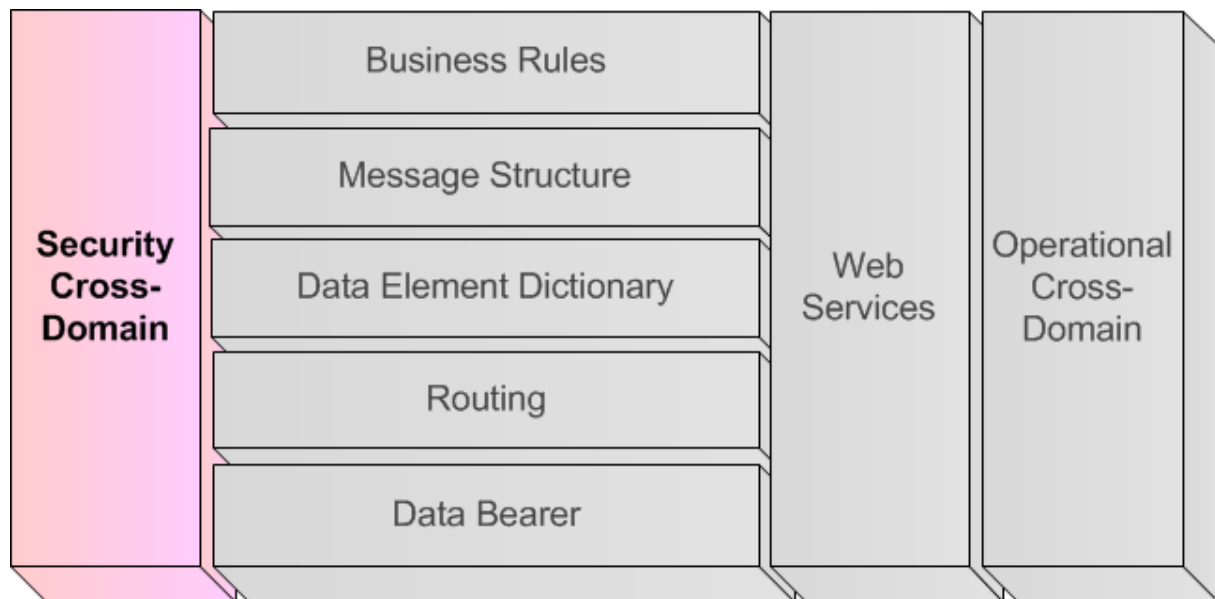 Security
Cross-
Domain
Business Rules
Message Structure
Data Element Dictionary
Routing
Data Bearer
Web
Services
Operational
Cross-
Domain